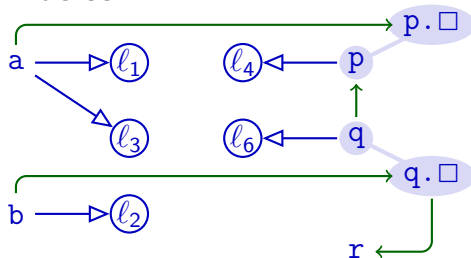 p.□
a ℓ1 ℓ4 p
ℓ3 ℓ6 q
q.□
b ℓ2
r